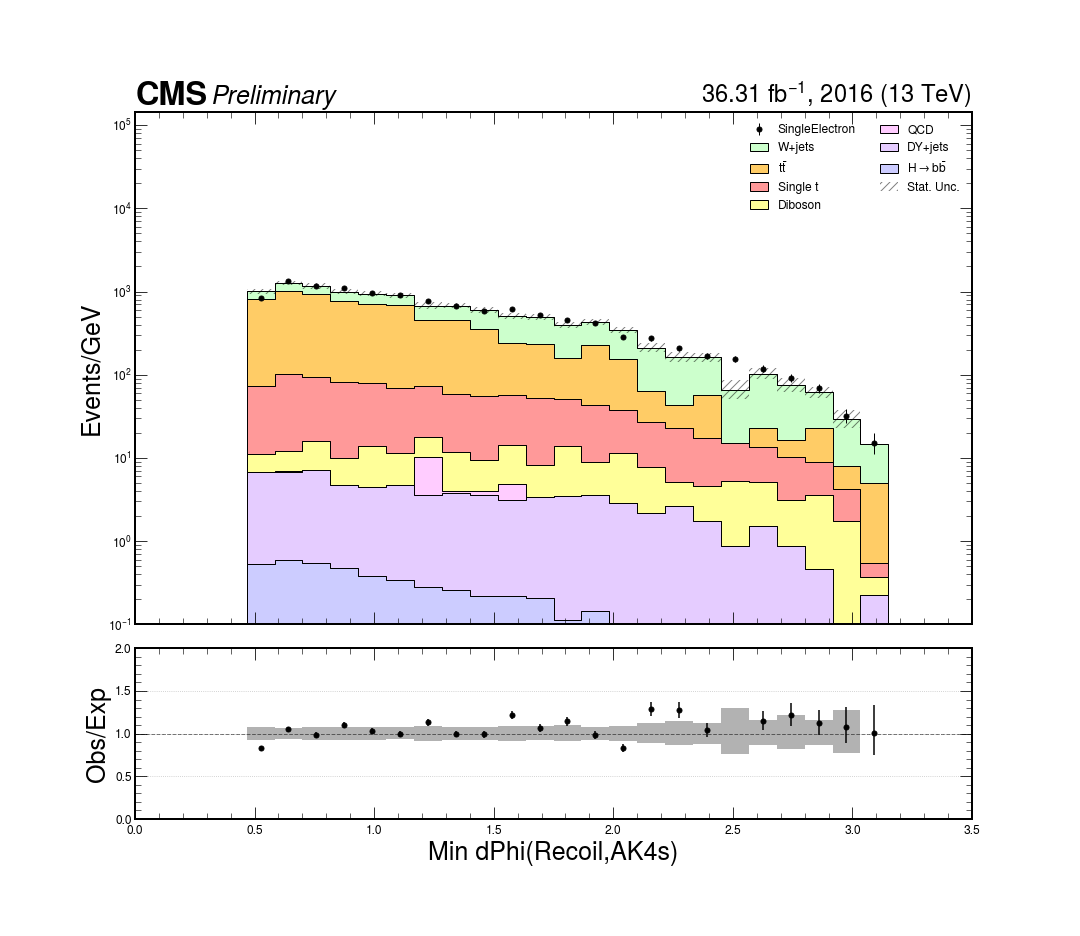 CMS Preliminary
36.31 fb⁻¹, 2016 (13 TeV)
SingleElectron
W+jets
tt̄
Single t
Diboson
QCD
DY+jets
H→bb̄
Stat. Unc.
Events/GeV
10⁵
10⁴
10³
10²
10¹
10⁰
10⁻¹
Obs/Exp
2.0
1.5
1.0
0.5
0.0
0.0 0.5 1.0 1.5 2.0 2.5 3.0 3.5
Min dPhi(Recoil,AK4s)